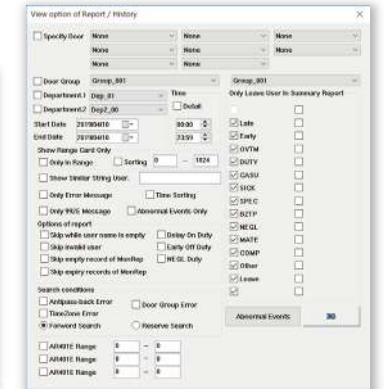 View option of Report / History
Specify Door None None None
None None None
None None
Door Group Group_001 Group_001
Department.1 Dep_01 Time Only Leave User In Summary Report
Department.2 Dep2_00 Detail
Start Date 2019/04/10 00:00 Late
End Date 2019/04/10 23:59 Early
Show Range Card Only OVTM
Only in Range Sorting 0 ~ 1024 DUTY
Show Similar String User. CASU
SICK
Only Error Message Time Sorting SPEC
Only 99/E Message Abnormal Events Only BZTP
Options of report NEGL
Skip while user name is empty Delay On Duty MATE
Skip invalid user Early Off Duty COMP
Skip empty record of MonRep NEGL Duty Other
Skip expiry records of MonRep Leave
Search conditions
Antipass-back Error Door Group Error
TimeZone Error Abnormal Events GO
Forward Search Reserve Search
AR401E Range 0 ~ 0
AR401E Range 0 ~ 0
AR401E Range 0 ~ 0